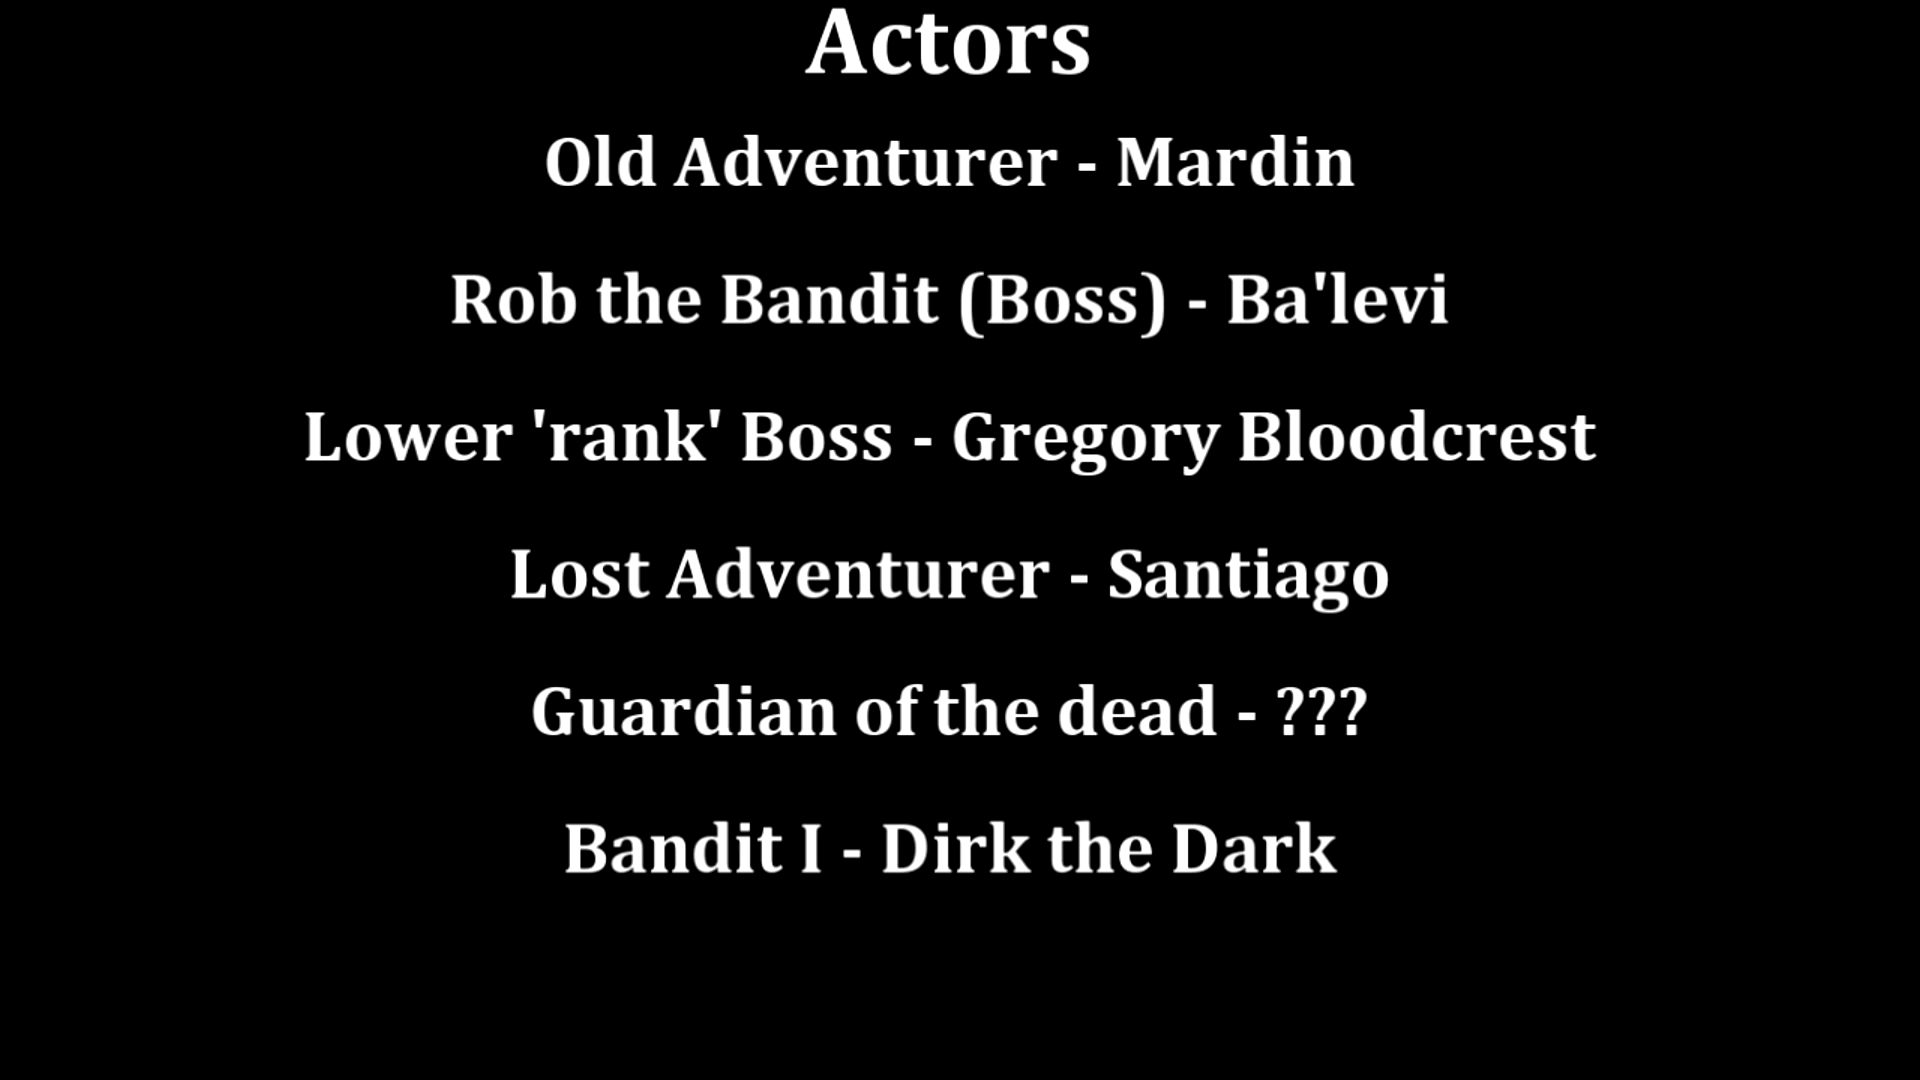 Actors
Old Adventurer - Mardin
Rob the Bandit (Boss) - Ba'levi
Lower 'rank' Boss - Gregory Bloodcrest
Lost Adventurer - Santiago
Guardian of the dead - ???
Bandit I - Dirk the Dark